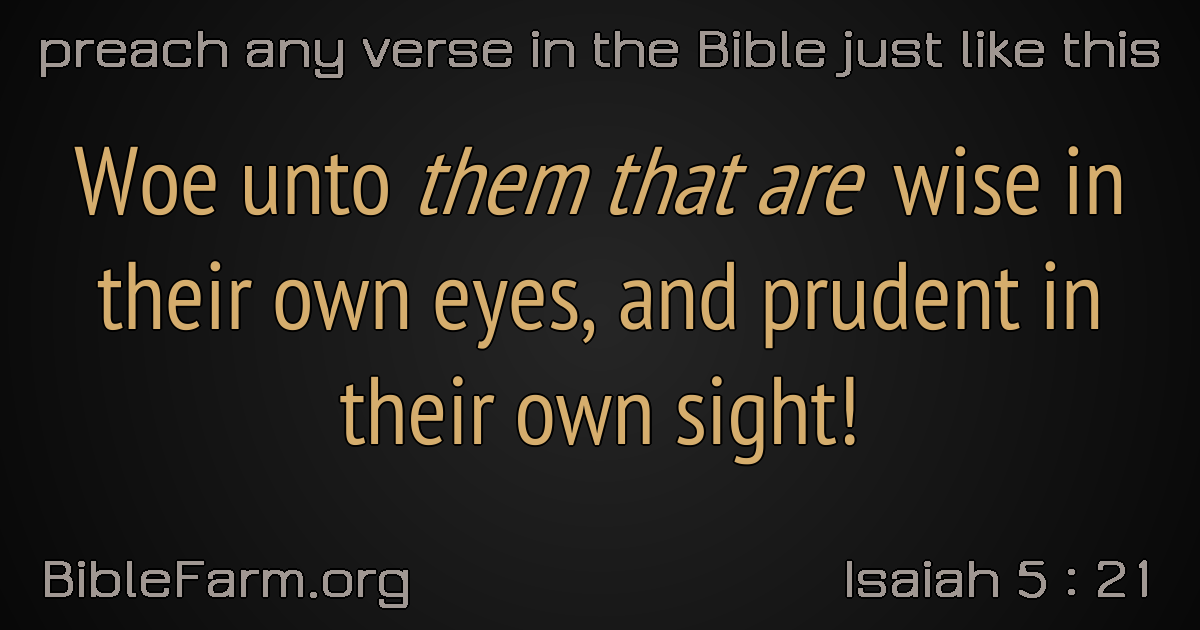 preach any verse in the Bible just like this
Woe unto them that are wise in
their own eyes, and prudent in
their own sight!
BibleFarm.org
Isaiah 5 : 21